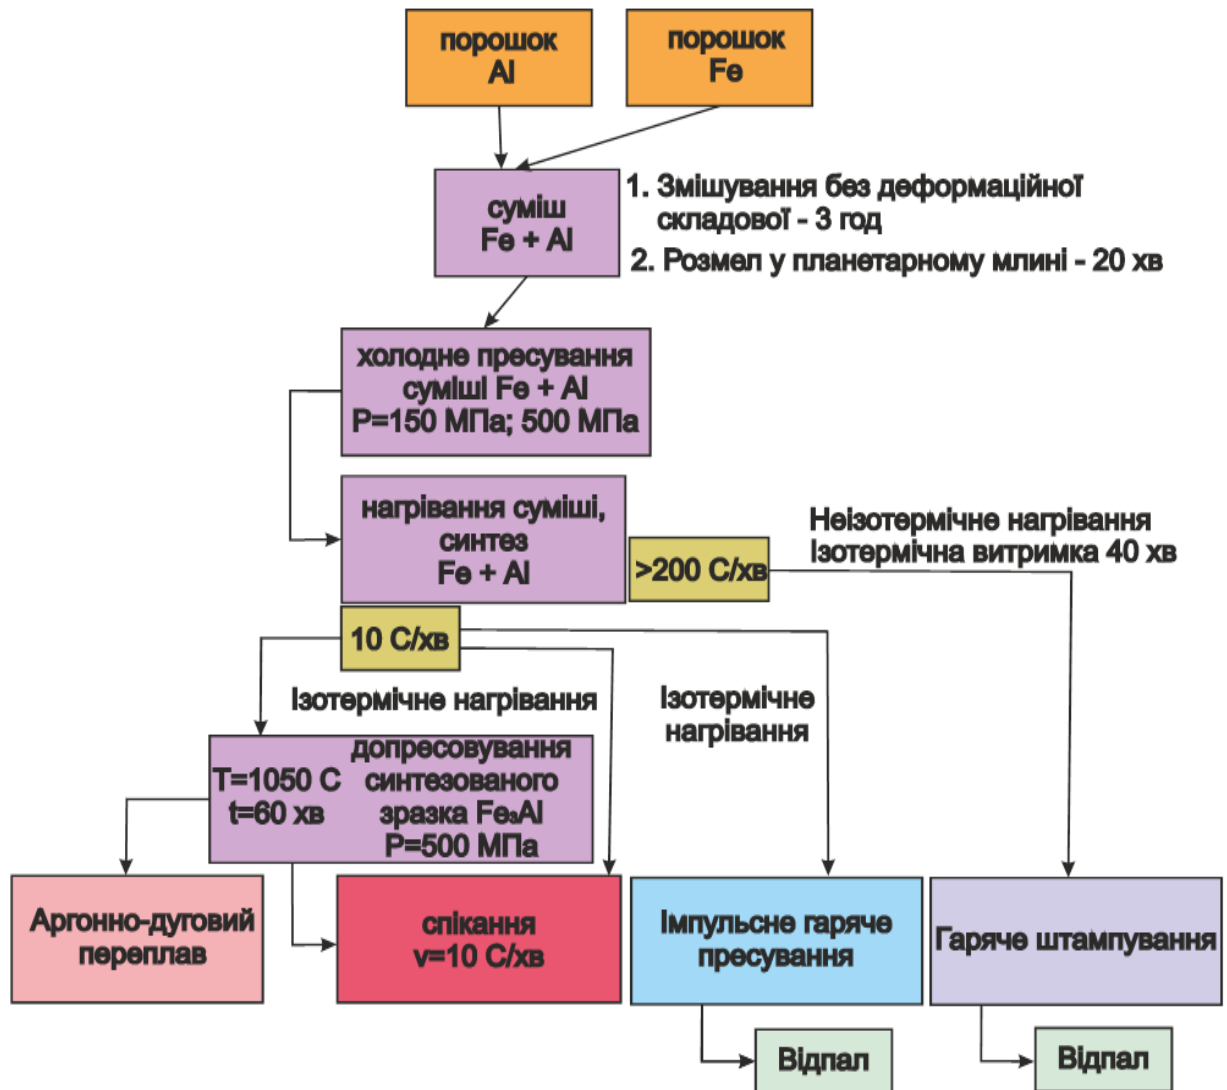 порошок
Al
порошок
Fe
суміш
Fe + Al
1. Змішування без деформаційної
складової - 3 год
2. Розмел у планетарному млині - 20 хв
холодне пресування
суміші Fe + Al
Р=150 МПа; 500 МПа
нагрівання суміші,
синтез
Fe + Al
>200 С/хв
Неізотермічне нагрівання
Ізотермічна витримка 40 хв
10 С/хв
Ізотермічне нагрівання
Ізотермічне
нагрівання
Т=1050 С
t=60 хв
допресовування
синтезованого
зразка Fe₃Al
Р=500 МПа
Аргонно-дуговий
переплав
спікання
v=10 С/хв
Імпульсне гаряче
пресування
Гаряче штампування
Відпал
Відпал